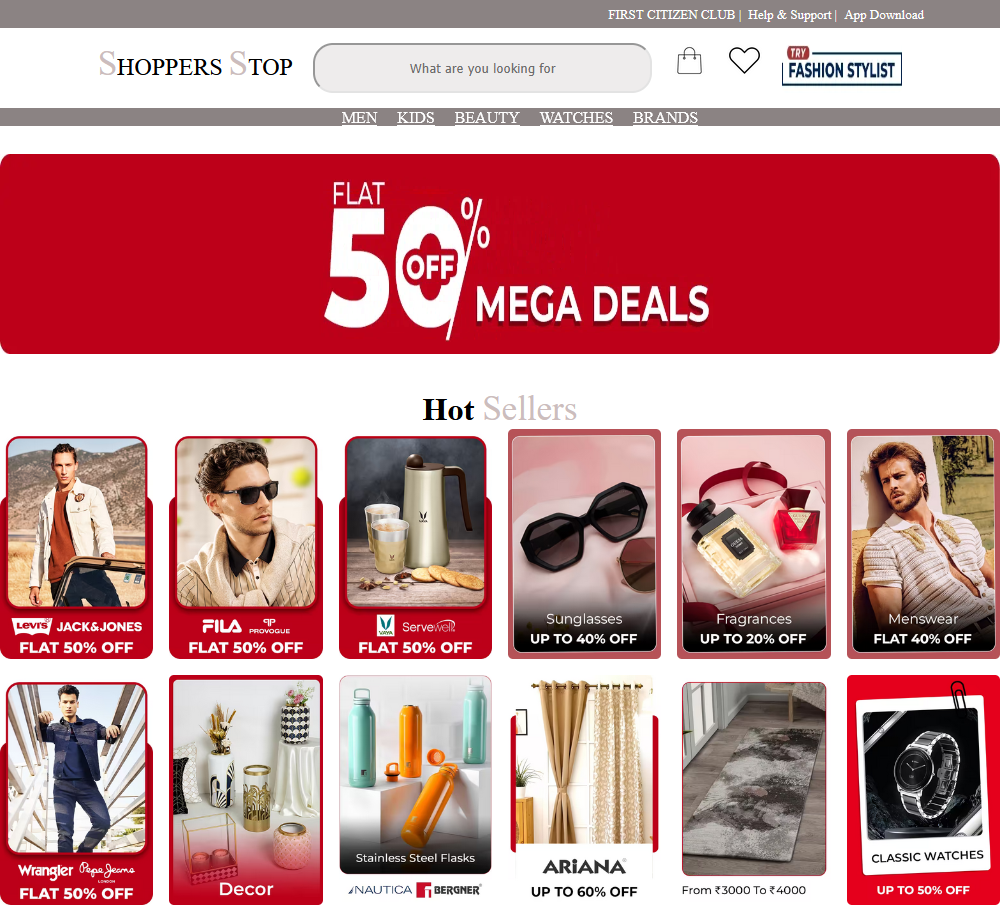 FIRST CITIZEN CLUB | Help & Support | App Download
SHOPPERS STOP
What are you looking for
TRY
FASHION STYLIST
MEN KIDS BEAUTY WATCHES BRANDS
FLAT
50%
OFF
MEGA DEALS
Hot Sellers
Levi's JACK&JONES
FLAT 50% OFF
FILA PROVOGUE
FLAT 50% OFF
VAYA
VAYA Servewell
FLAT 50% OFF
Sunglasses
UP TO 40% OFF
Fragrances
UP TO 20% OFF
Menswear
FLAT 40% OFF
Wrangler Pepe Jeans
LONDON
FLAT 50% OFF
Decor
Stainless Steel Flasks
NAUTICA BERGNER
ARIANA
UP TO 60% OFF
From ₹3000 To ₹4000
CLASSIC WATCHES
UP TO 50% OFF